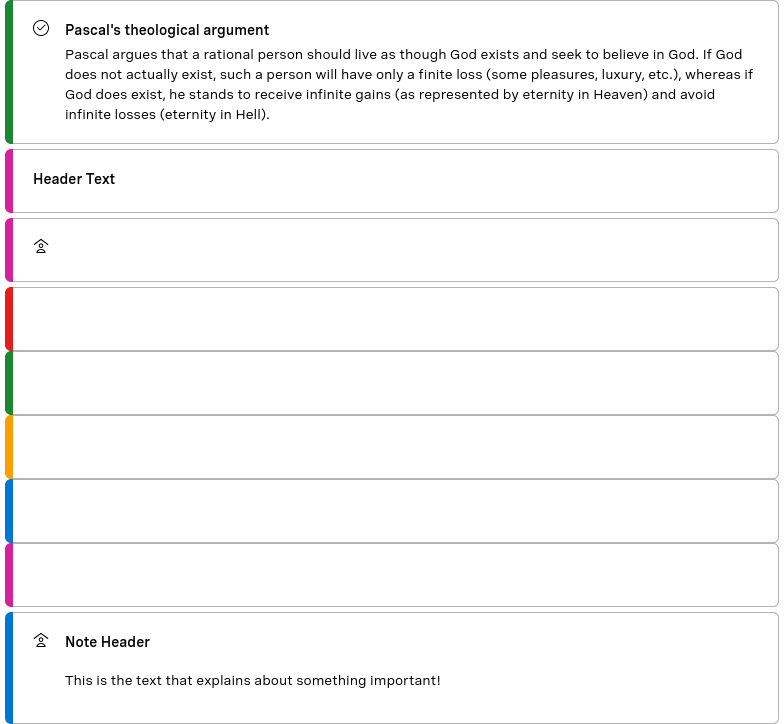 Pascal's theological argument
Pascal argues that a rational person should live as though God exists and seek to believe in God. If God
does not actually exist, such a person will have only a finite loss (some pleasures, luxury, etc.), whereas if
God does exist, he stands to receive infinite gains (as represented by eternity in Heaven) and avoid
infinite losses (eternity in Hell).
Header Text
Note Header
This is the text that explains about something important!